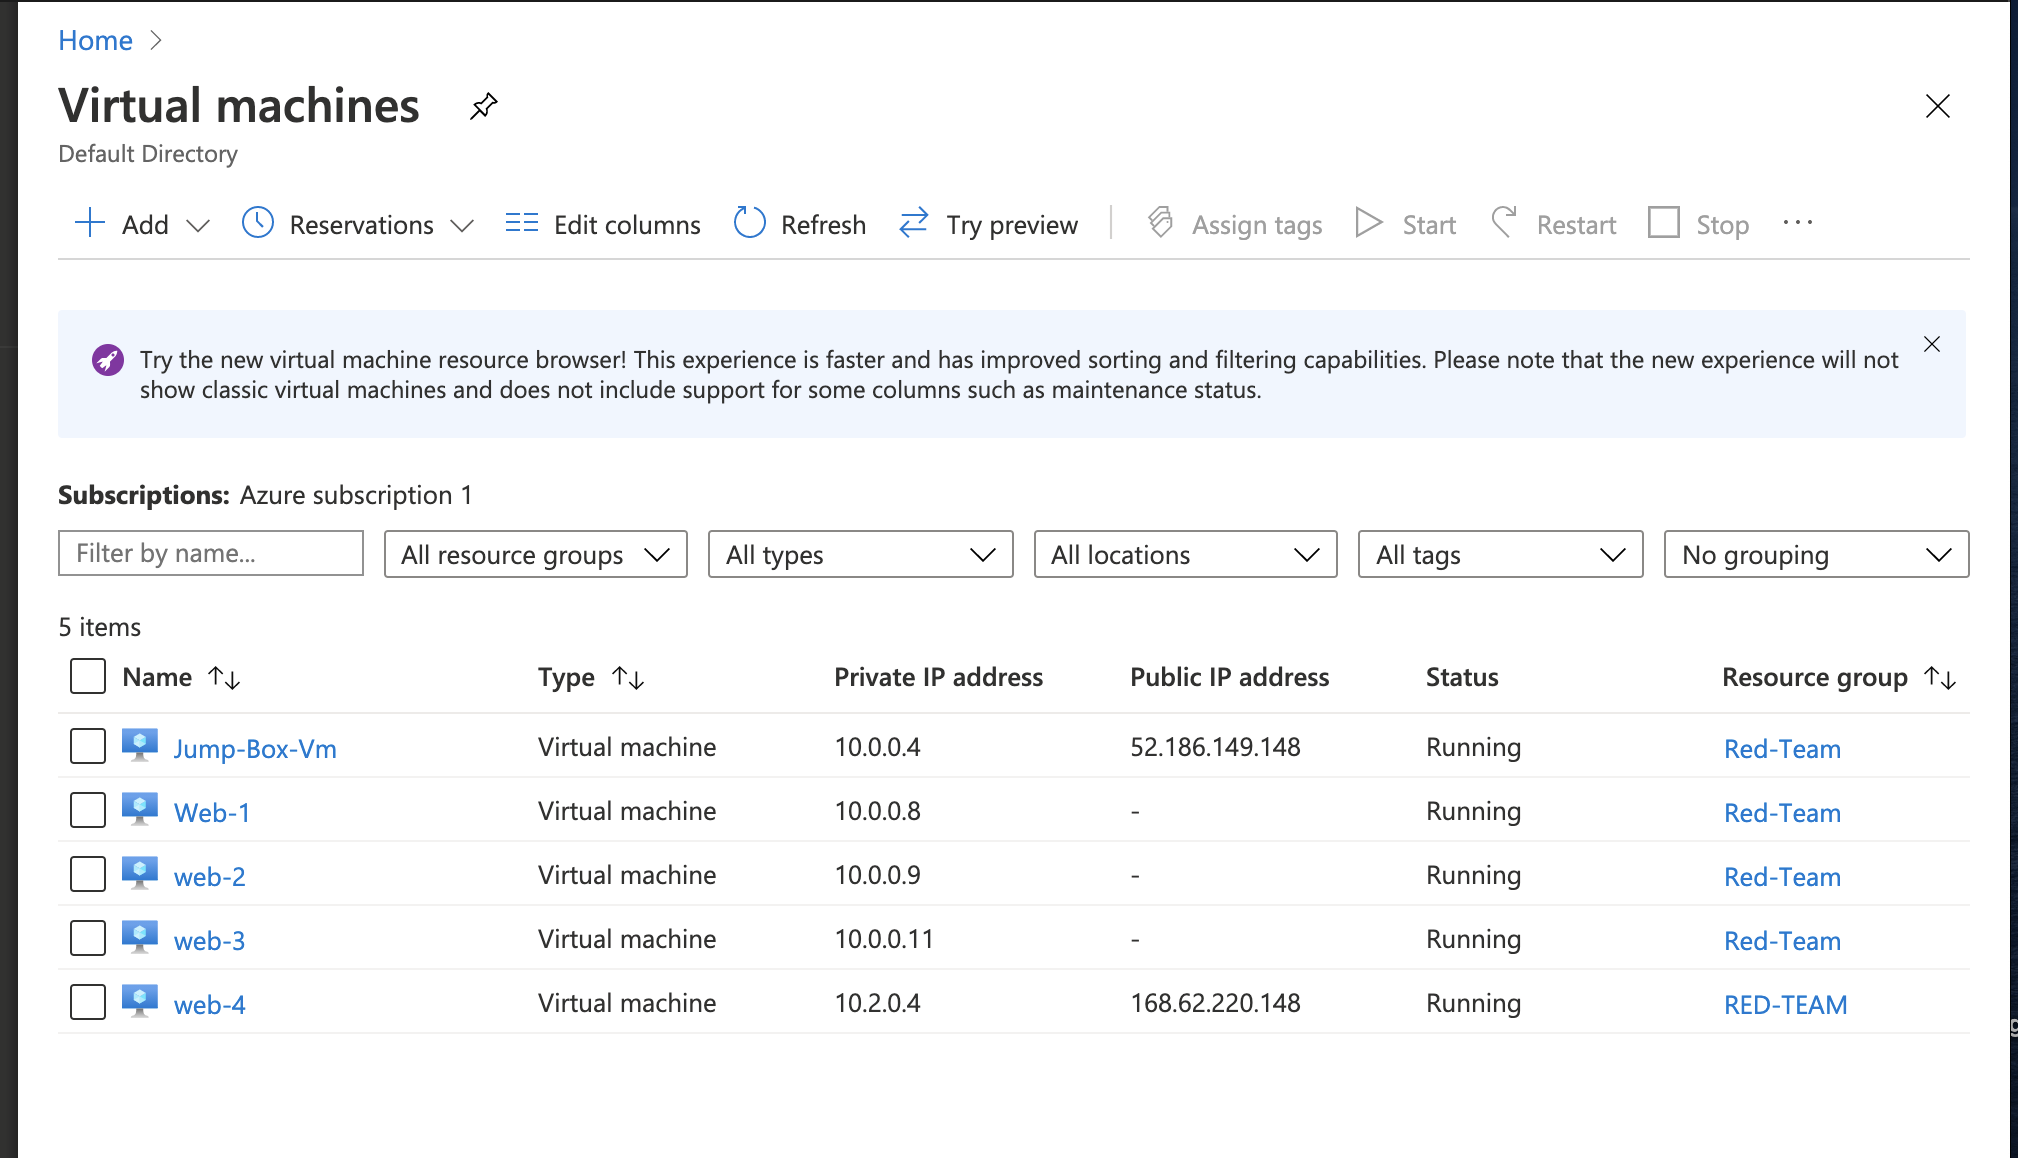 Home
Virtual machines
Default Directory
Add Reservations Edit columns Refresh Try preview Assign tags Start Restart Stop ...
Try the new virtual machine resource browser! This experience is faster and has improved sorting and filtering capabilities. Please note that the new experience will not
show classic virtual machines and does not include support for some columns such as maintenance status.
Subscriptions: Azure subscription 1
Filter by name... All resource groups All types All locations All tags No grouping
5 items
Name Type Private IP address Public IP address Status Resource group
Jump-Box-Vm Virtual machine 10.0.0.4 52.186.149.148 Running Red-Team
Web-1 Virtual machine 10.0.0.8 - Running Red-Team
web-2 Virtual machine 10.0.0.9 - Running Red-Team
web-3 Virtual machine 10.0.0.11 - Running Red-Team
web-4 Virtual machine 10.2.0.4 168.62.220.148 Running RED-TEAM